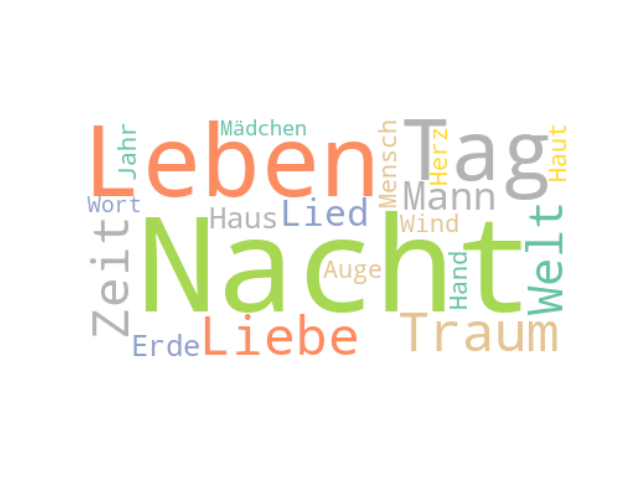 Leben
Jahr
Mädchen
Mensch
Tag
Herz
Haut
Wort
Haus
Lied
Mann
Wind
Zeit
Nacht
Auge
Hand
Welt
Erde
Liebe
Traum